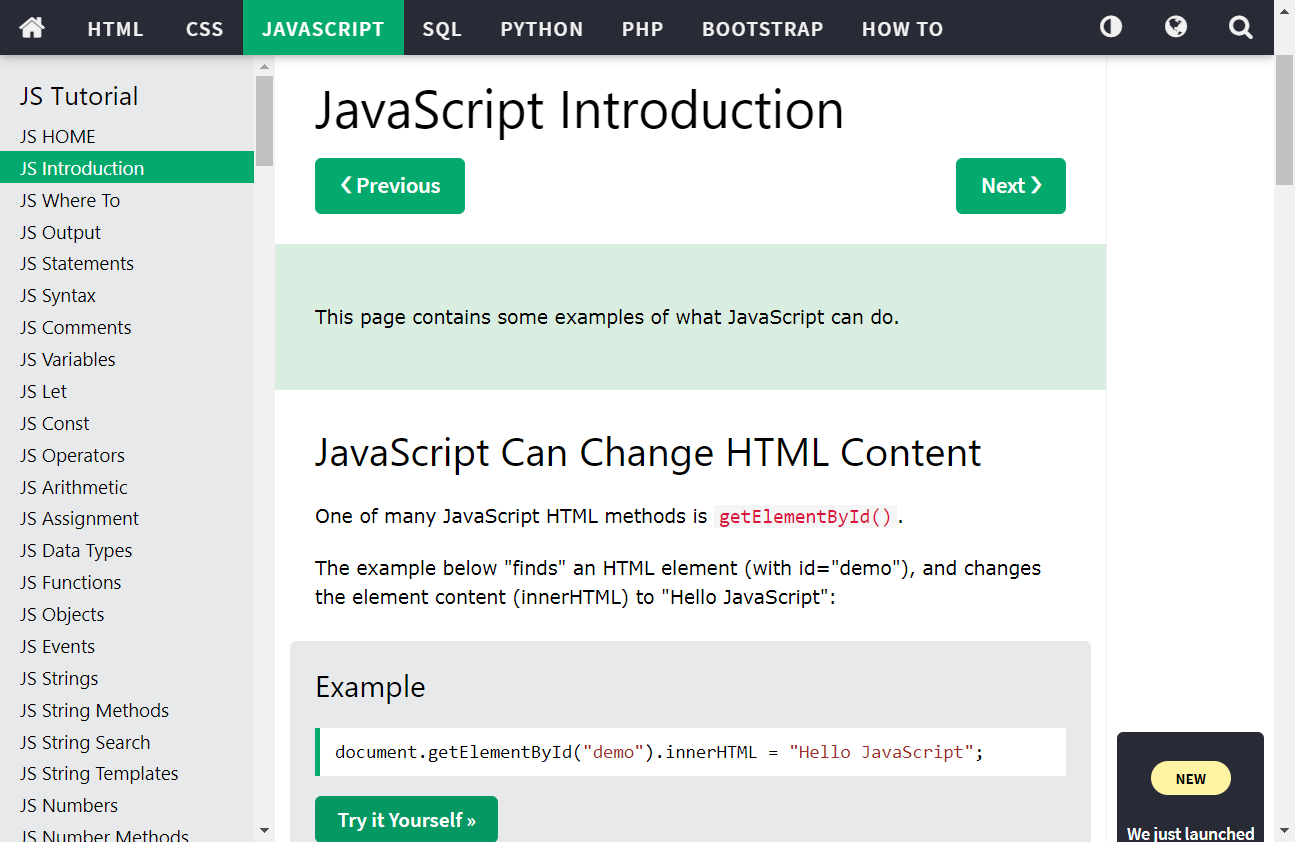 HTML CSS JAVASCRIPT SQL PYTHON PHP BOOTSTRAP HOW TO
JS Tutorial
JS HOME
JS Introduction
JS Where To
JS Output
JS Statements
JS Syntax
JS Comments
JS Variables
JS Let
JS Const
JS Operators
JS Arithmetic
JS Assignment
JS Data Types
JS Functions
JS Objects
JS Events
JS Strings
JS String Methods
JS String Search
JS String Templates
JS Numbers
JS Number Methods
JavaScript Introduction
❮ Previous
Next ❯
This page contains some examples of what JavaScript can do.
JavaScript Can Change HTML Content
One of many JavaScript HTML methods is getElementById().
The example below "finds" an HTML element (with id="demo"), and changes
the element content (innerHTML) to "Hello JavaScript":
Example
document.getElementById("demo").innerHTML = "Hello JavaScript";
Try it Yourself »
NEW
We just launched